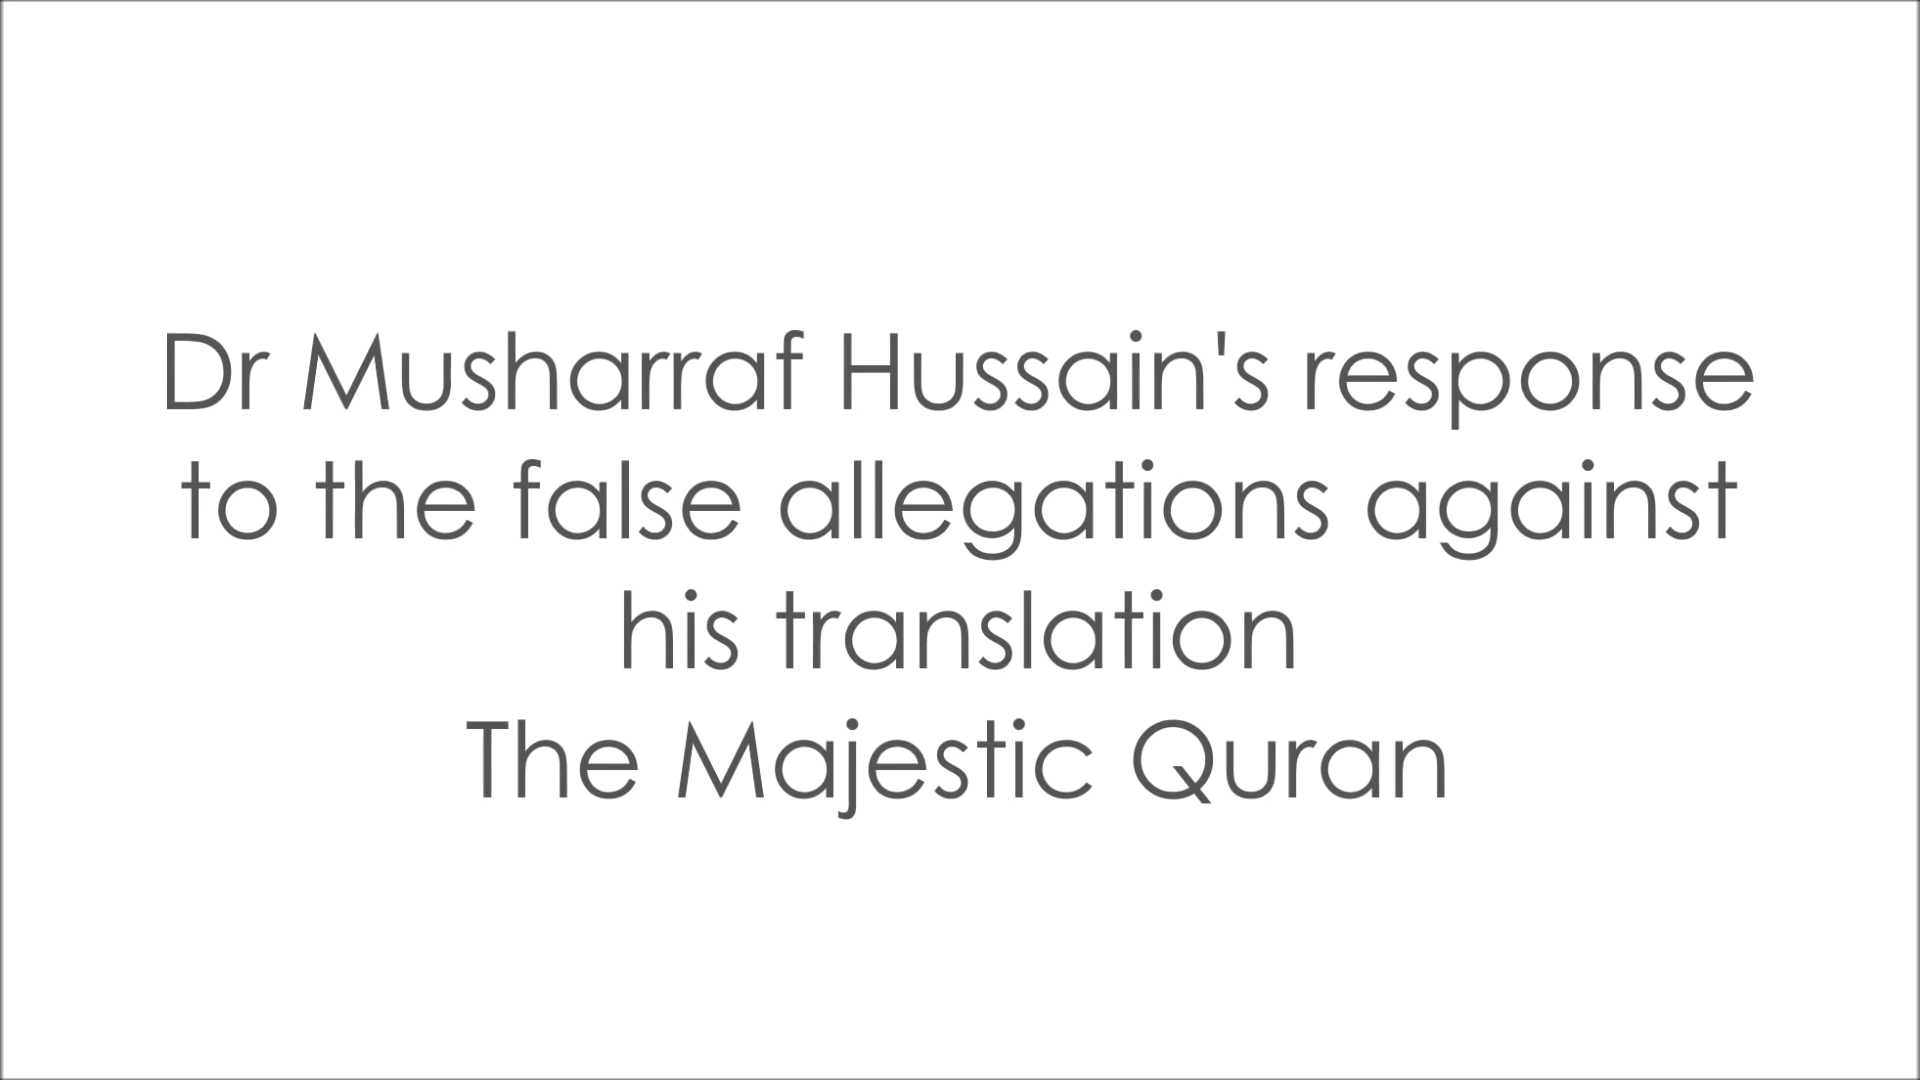 Dr Musharraf Hussain's response
to the false allegations against
his translation
The Majestic Quran